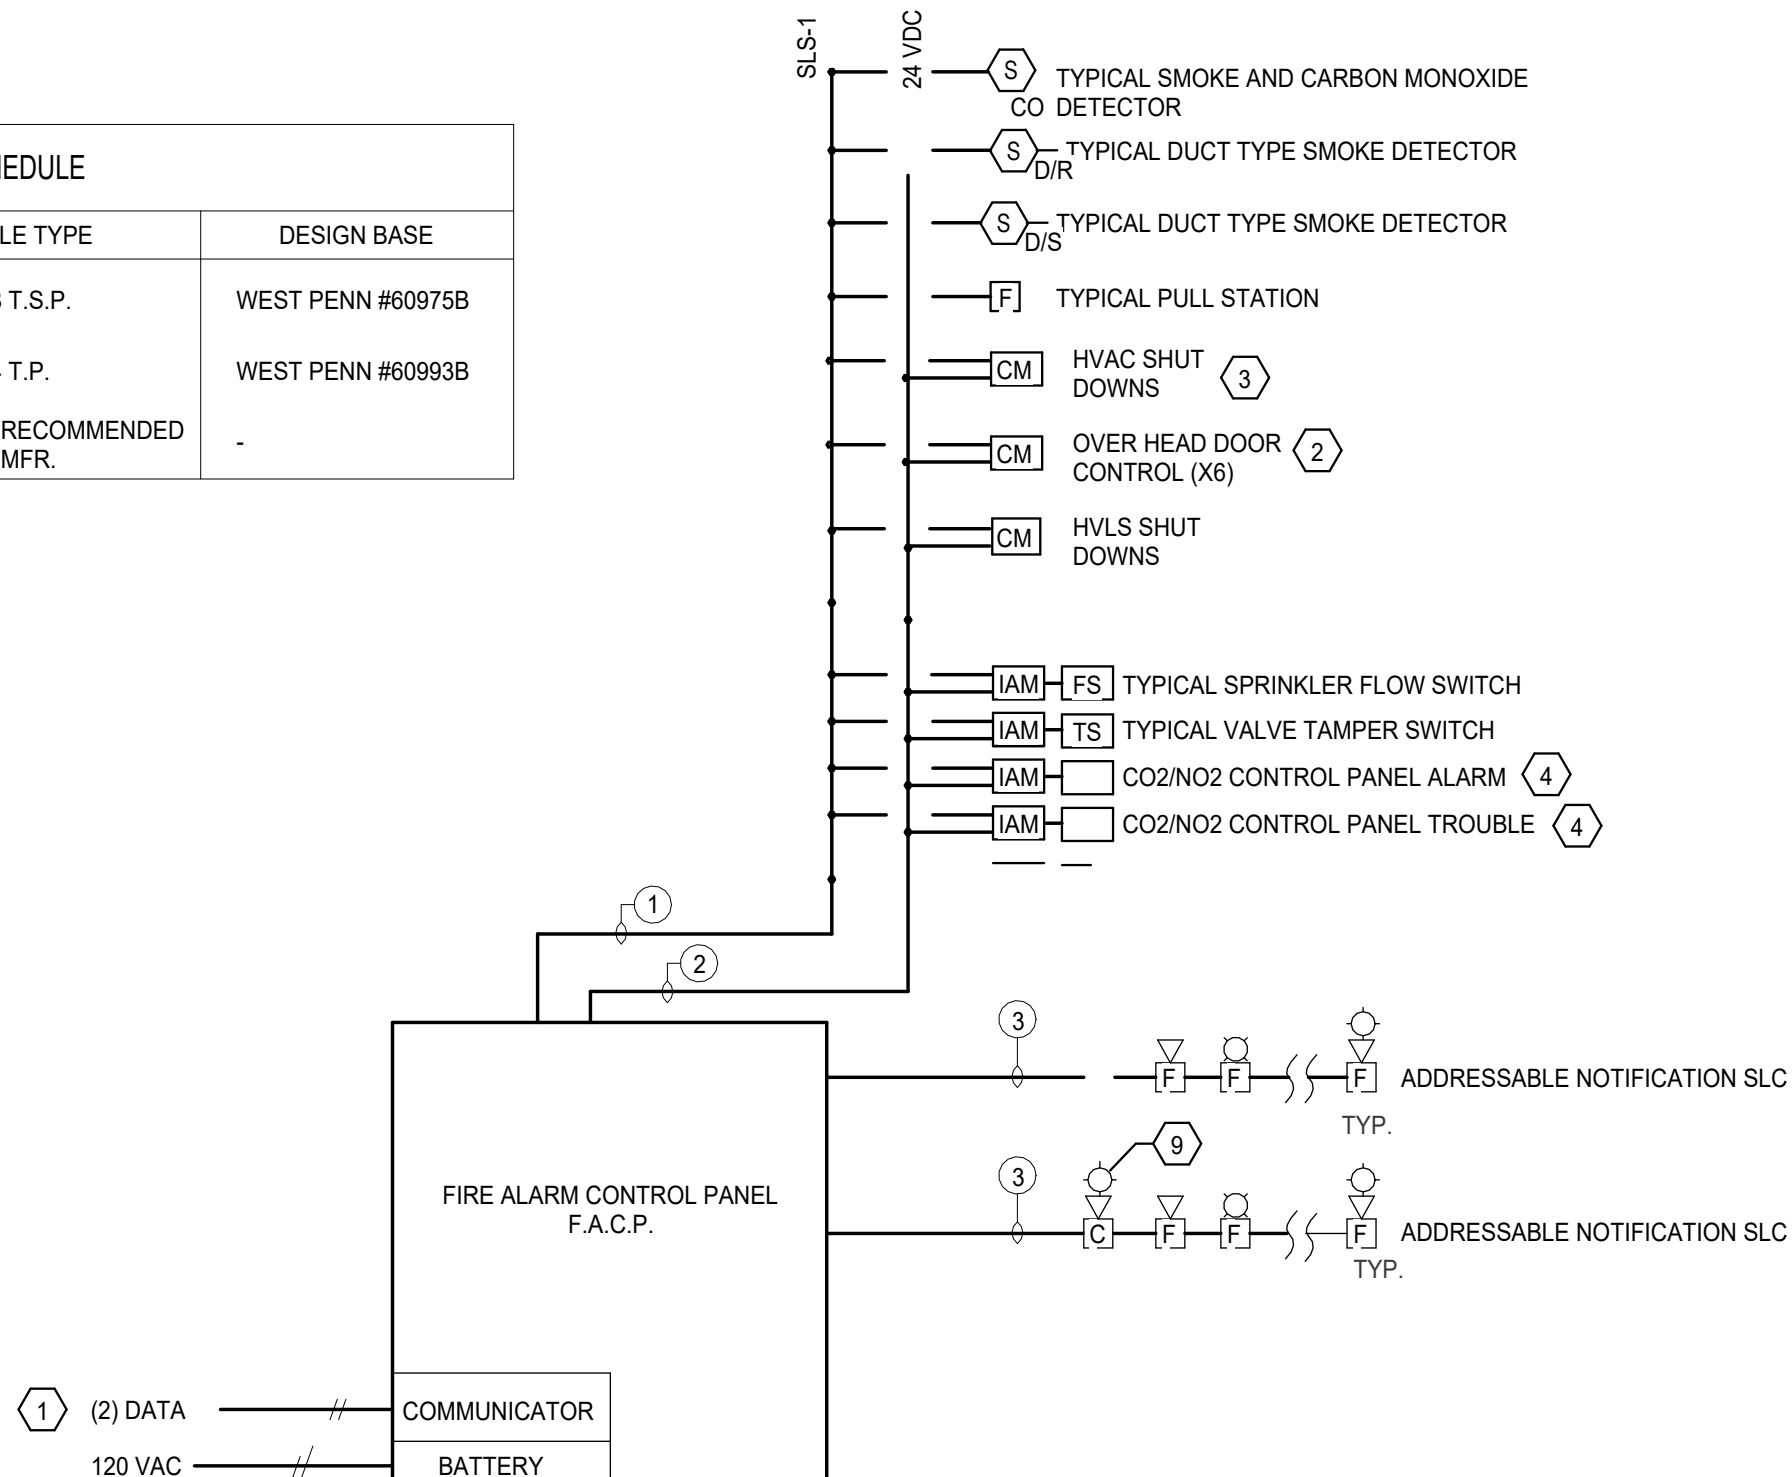 SLS-1
24 VDC
S
CO
TYPICAL SMOKE AND CARBON MONOXIDE
DETECTOR
S
D/R
TYPICAL DUCT TYPE SMOKE DETECTOR
S
D/S
TYPICAL DUCT TYPE SMOKE DETECTOR
F
TYPICAL PULL STATION
CM
HVAC SHUT
DOWNS
3
CM
OVER HEAD DOOR
CONTROL (X6)
2
CM
HVLS SHUT
DOWNS
IAM FS TYPICAL SPRINKLER FLOW SWITCH
IAM TS TYPICAL VALVE TAMPER SWITCH
IAM CO2/NO2 CONTROL PANEL ALARM 4
IAM CO2/NO2 CONTROL PANEL TROUBLE 4
EDULE
LE TYPE
DESIGN BASE
T.S.P.
WEST PENN #60975B
T.P.
WEST PENN #60993B
RECOMMENDED
MFR.
-
1
2
3
F F F ADDRESSABLE NOTIFICATION SLC
TYP.
9
3
C F F F ADDRESSABLE NOTIFICATION SLC
TYP.
FIRE ALARM CONTROL PANEL
F.A.C.P.
1 (2) DATA
COMMUNICATOR
120 VAC
BATTERY